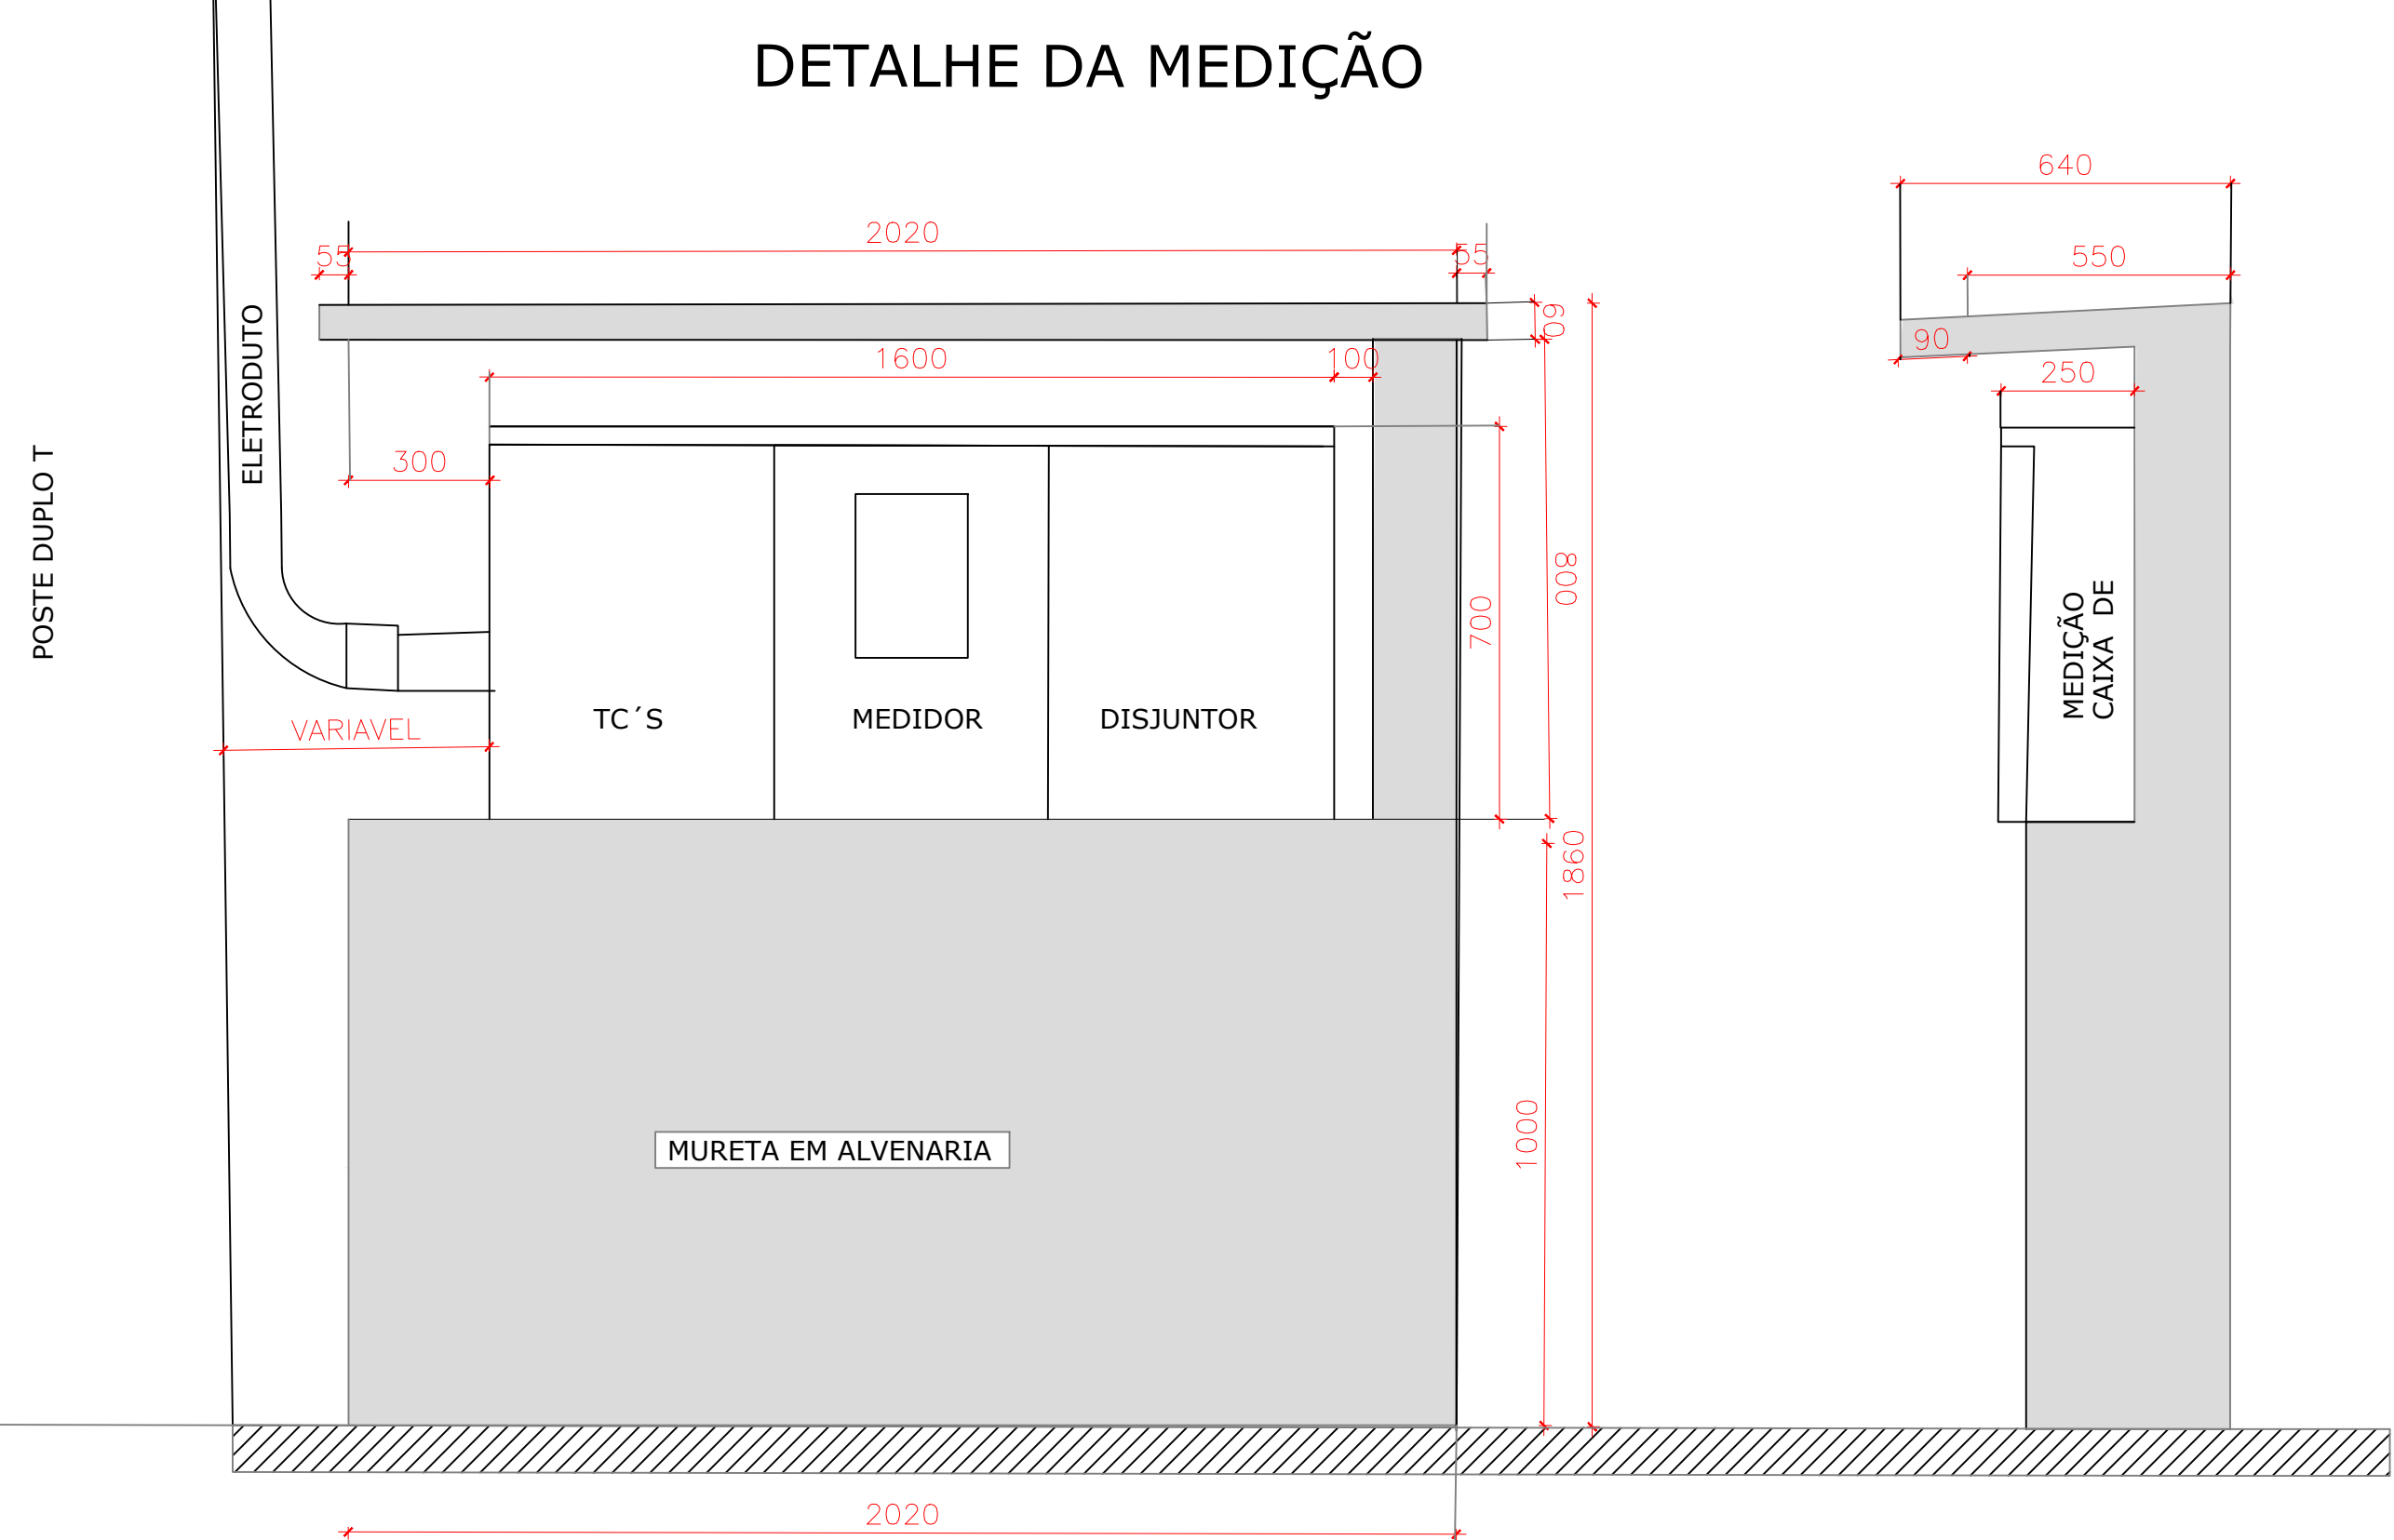 DETALHE DA MEDIÇÃO
640
2020
55
55
550
60
90
1600
100
250
ELETRODUTO
300
POSTE DUPLO T
800
700
MEDIÇÃO
CAIXA DE
VARIAVEL
TC´S
MEDIDOR
DISJUNTOR
1860
1000
MURETA EM ALVENARIA
2020